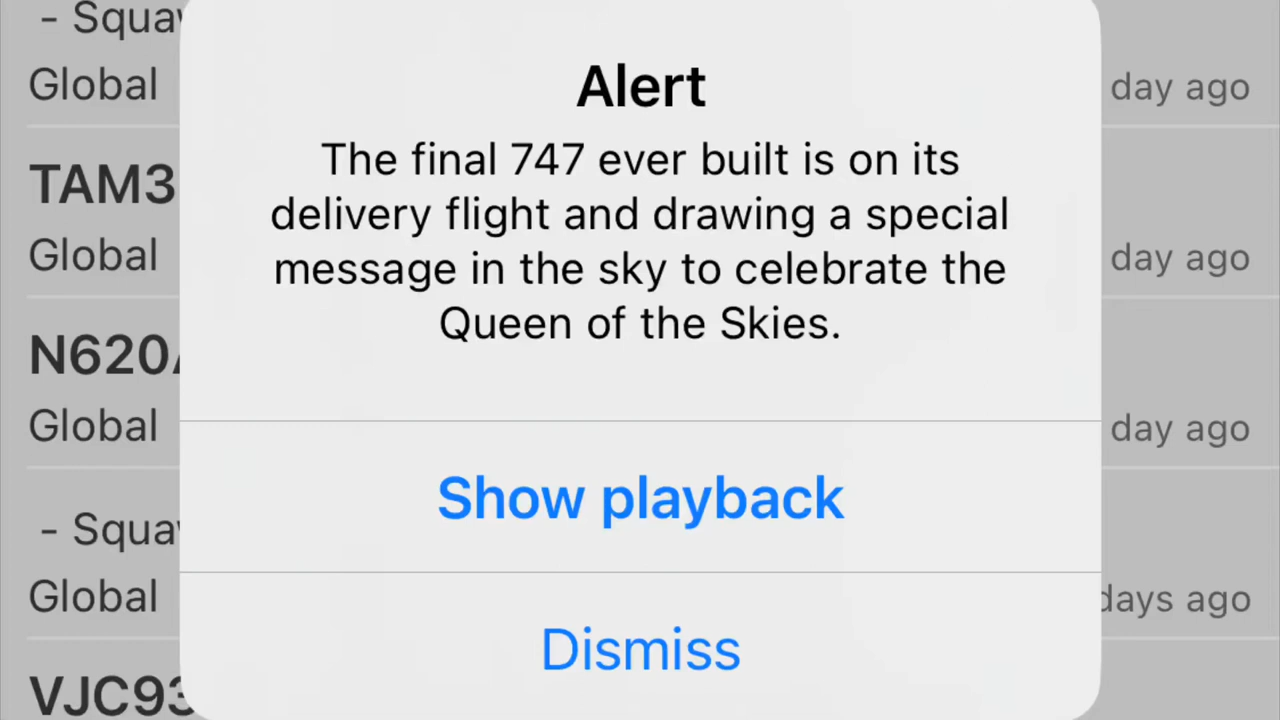 - Squa
Global
day ago
Alert
The final 747 ever built is on its
delivery flight and drawing a special
message in the sky to celebrate the
Queen of the Skies.
TAM3
Global
day ago
N620
Global
day ago
Show playback
- Squa
Global
days ago
Dismiss
VJC93